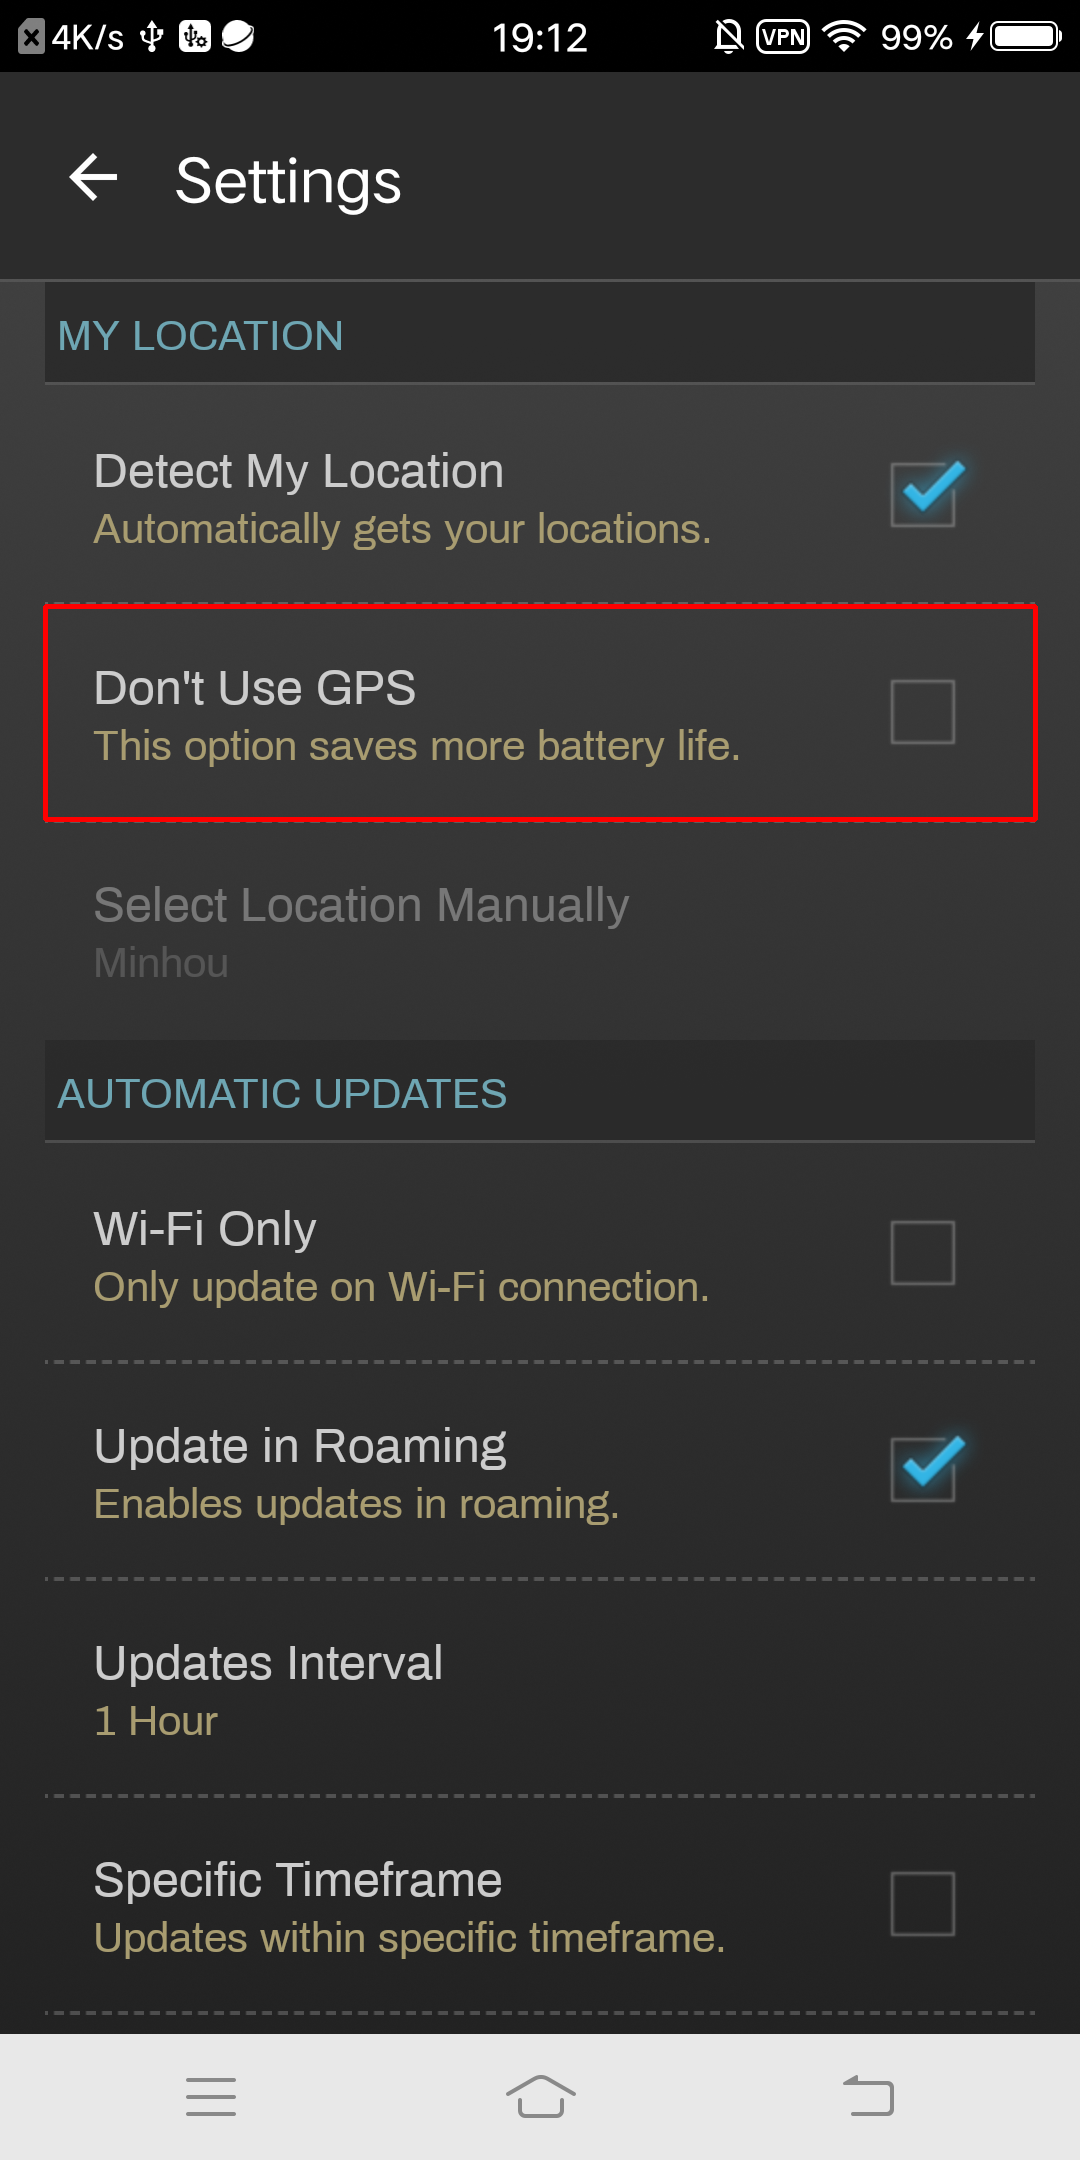 4K/s 19:12 VPN 99%
Settings
MY LOCATION
Detect My Location
Automatically gets your locations.
Don't Use GPS
This option saves more battery life.
Select Location Manually
Minhou
AUTOMATIC UPDATES
Wi-Fi Only
Only update on Wi-Fi connection.
Update in Roaming
Enables updates in roaming.
Updates Interval
1 Hour
Specific Timeframe
Updates within specific timeframe.